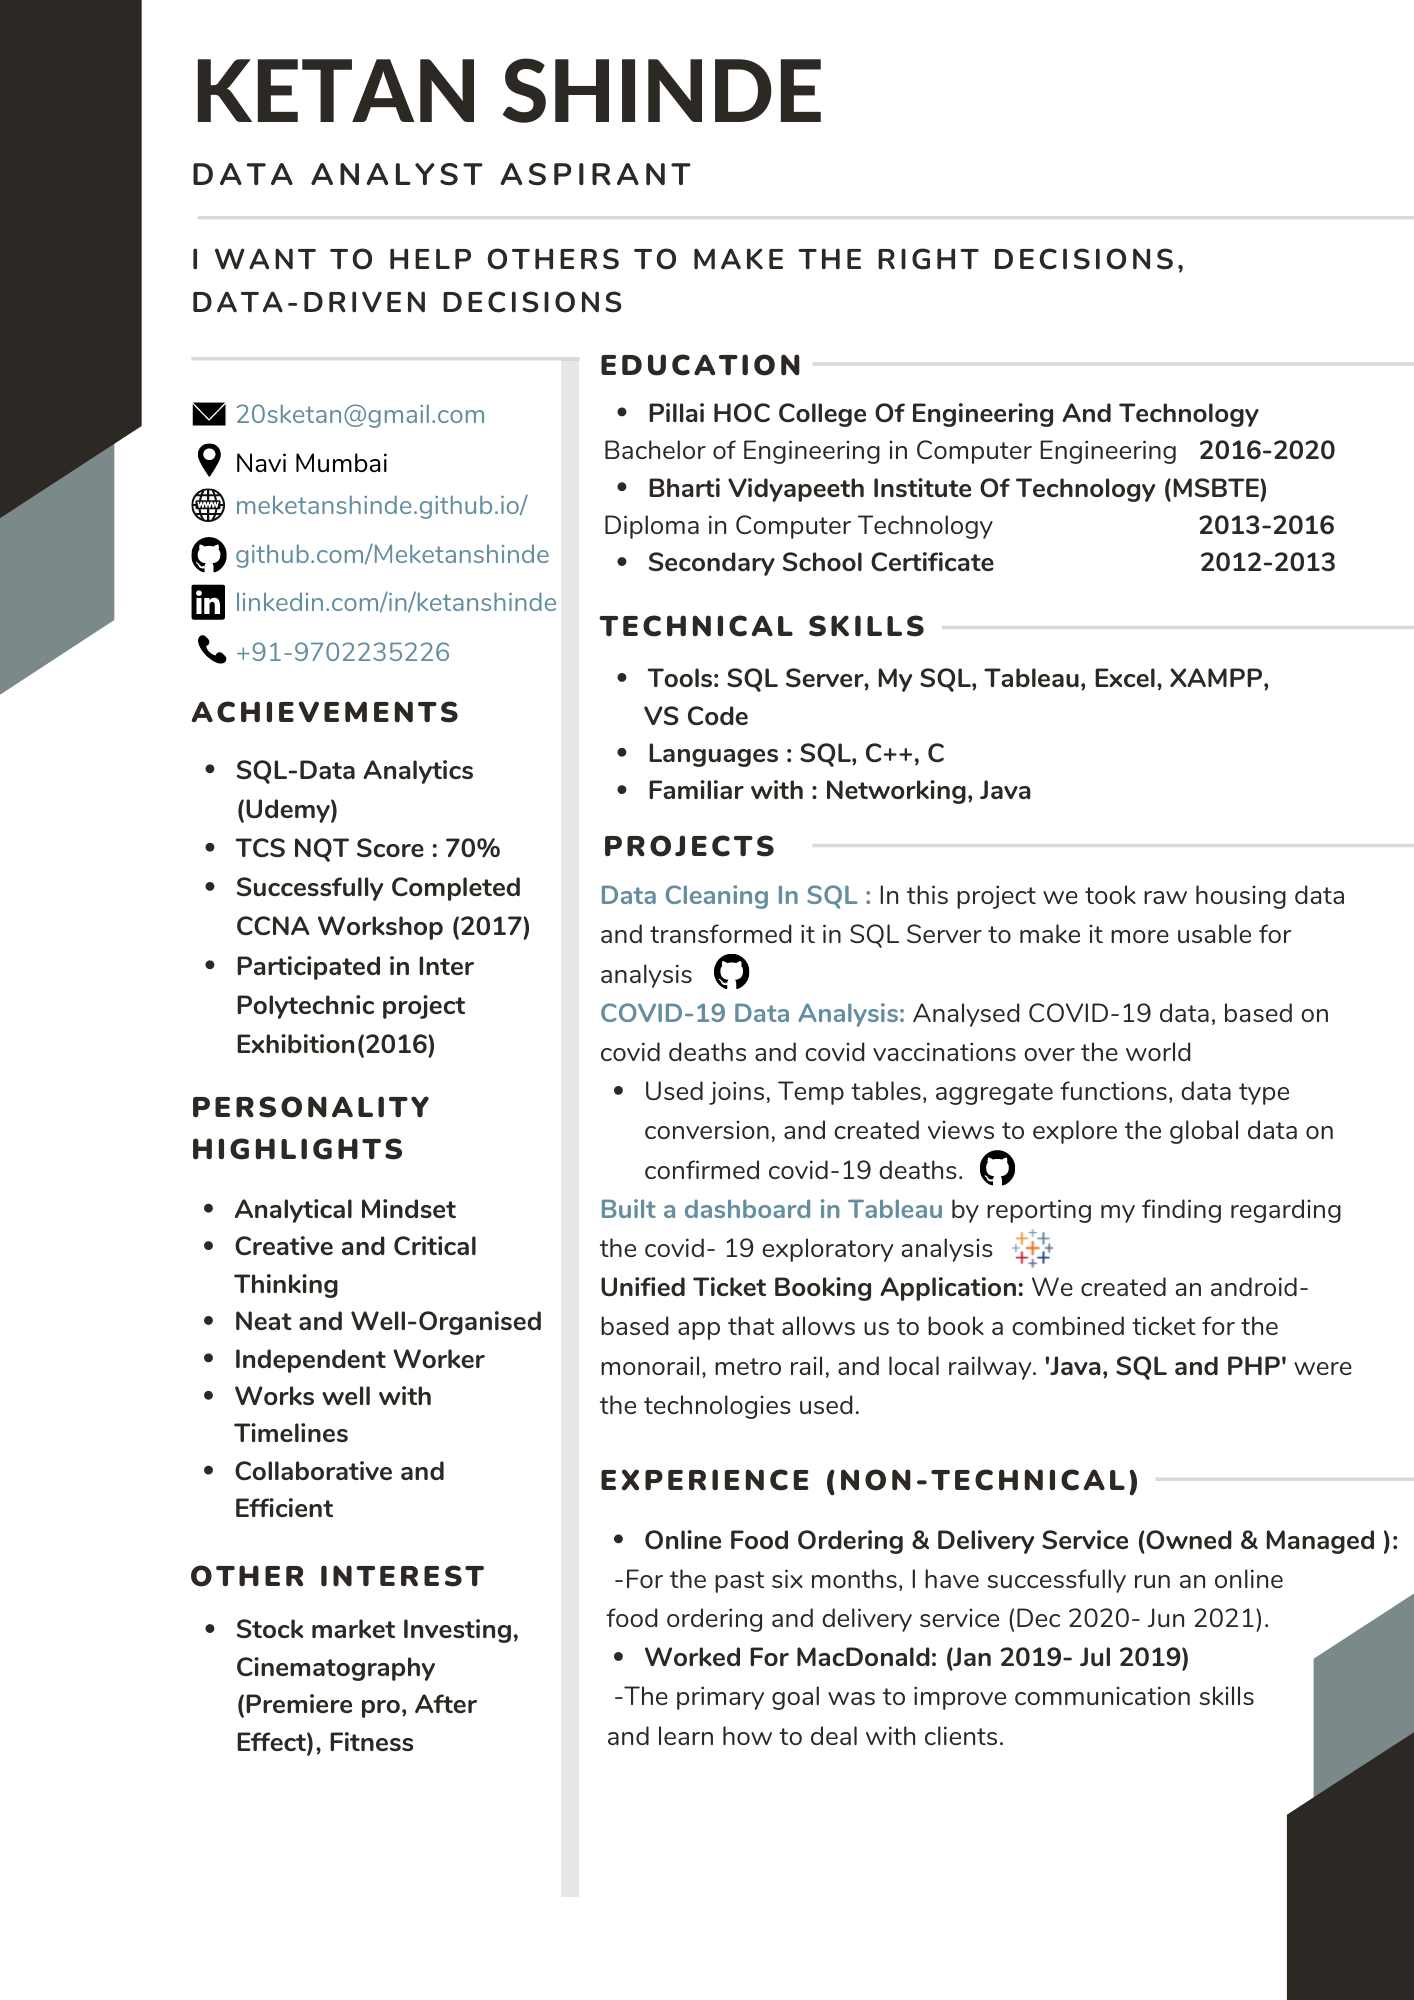 KETAN SHINDE
DATA ANALYST ASPIRANT
I WANT TO HELP OTHERS TO MAKE THE RIGHT DECISIONS,
DATA-DRIVEN DECISIONS
20sketan@gmail.com
Navi Mumbai
WWW
meketanshinde.github.io/
github.com/Meketanshinde
in linkedin.com/in/ketanshinde
+91-9702235226
ACHIEVEMENTS
• SQL-Data Analytics
(Udemy)
• TCS NQT Score : 70%
• Successfully Completed
CCNA Workshop (2017)
• Participated in Inter
Polytechnic project
Exhibition(2016)
PERSONALITY
HIGHLIGHTS
• Analytical Mindset
• Creative and Critical
Thinking
• Neat and Well-Organised
• Independent Worker
• Works well with
Timelines
• Collaborative and
Efficient
OTHER INTEREST
• Stock market Investing,
Cinematography
(Premiere pro, After
Effect), Fitness
EDUCATION
• Pillai HOC College Of Engineering And Technology
Bachelor of Engineering in Computer Engineering 2016-2020
• Bharti Vidyapeeth Institute Of Technology (MSBTE)
Diploma in Computer Technology 2013-2016
• Secondary School Certificate 2012-2013
TECHNICAL SKILLS
• Tools: SQL Server, My SQL, Tableau, Excel, XAMPP,
VS Code
• Languages : SQL, C++, C
• Familiar with : Networking, Java
PROJECTS
Data Cleaning In SQL : In this project we took raw housing data
and transformed it in SQL Server to make it more usable for
analysis
COVID-19 Data Analysis: Analysed COVID-19 data, based on
covid deaths and covid vaccinations over the world
• Used joins, Temp tables, aggregate functions, data type
conversion, and created views to explore the global data on
confirmed covid-19 deaths.
Built a dashboard in Tableau by reporting my finding regarding
the covid- 19 exploratory analysis
Unified Ticket Booking Application: We created an android-
based app that allows us to book a combined ticket for the
monorail, metro rail, and local railway. 'Java, SQL and PHP' were
the technologies used.
EXPERIENCE (NON-TECHNICAL)
• Online Food Ordering & Delivery Service (Owned & Managed ):
-For the past six months, I have successfully run an online
food ordering and delivery service (Dec 2020- Jun 2021).
• Worked For MacDonald: (Jan 2019- Jul 2019)
-The primary goal was to improve communication skills
and learn how to deal with clients.